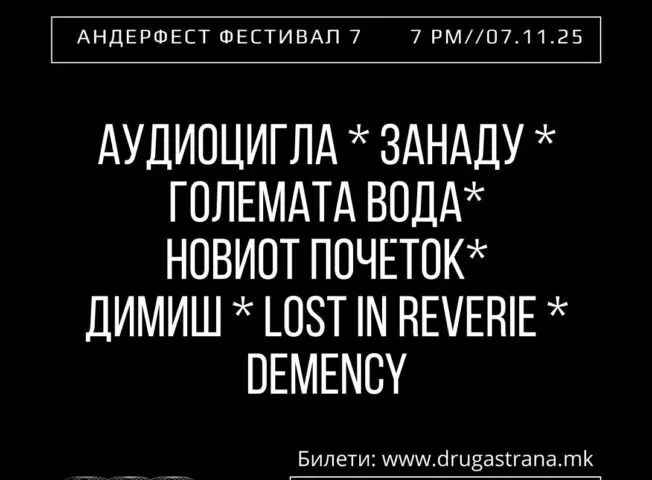 АНДЕРФЕСТ ФЕСТИВАЛ 7 7 PM//07.11.25
АУДИОЦИГЛА * ЗАНАДУ *
ГОЛЕМАТА ВОДА*
НОВИОТ ПОЧЕТОК*
ДИМИШ * LOST IN REVERIE *
DEMENCY
Билети: www.drugastrana.mk